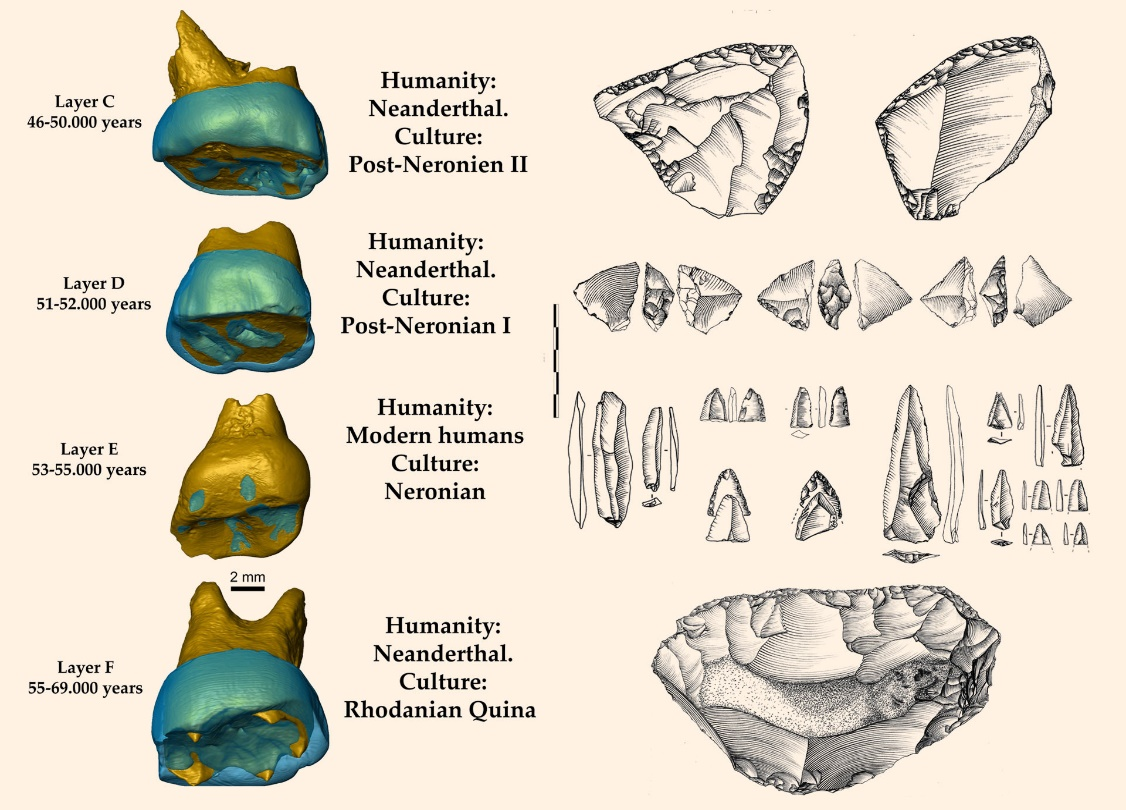 Layer C
46-50.000 years
Humanity:
Neanderthal.
Culture:
Post-Neronien II
Layer D
51-52.000 years
Humanity:
Neanderthal.
Culture:
Post-Neronian I
Layer E
53-55.000 years
Humanity:
Modern humans
Culture:
Neronian
2 mm
Layer F
55-69.000 years
Humanity:
Neanderthal.
Culture:
Rhodanian Quina